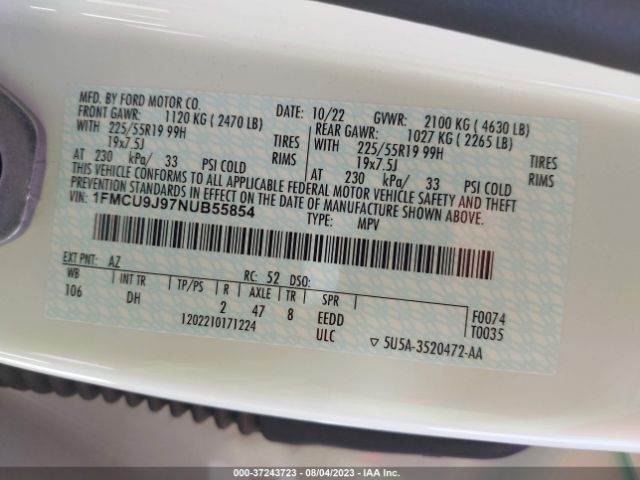 MFD. BY FORD MOTOR CO.
DATE: 10/22 GVWR: 2100 KG ( 4630 LB)
FRONT GAWR: 1120 KG ( 2470 LB)
REAR GAWR: 1027 KG ( 2265 LB)
WITH 225/55R19 99H TIRES
WITH 225/55R19 99H TIRES
19x7.5J RIMS
19x7.5J RIMS
AT 230 kPa/ 33 PSI COLD
AT 230 kPa/ 33 PSI COLD
THIS VEHICLE CONFORMS TO ALL APPLICABLE FEDERAL MOTOR VEHICLE SAFETY AND THEFT
PREVENTION STANDARDS IN EFFECT ON THE DATE OF MANUFACTURE SHOWN ABOVE.
VIN: 1FMCU9J97NUB55854
TYPE: MPV
EXT PNT: AZ RC: 52 DSO:
WB INT TR TP/PS R AXLE TR SPR
106 DH 2 47 8 EEDD
1202210171224 ULC
F0074
T0035
▽ 5U5A-3520472-AA
000-37243723 - 08/04/2023 - IAA Inc.